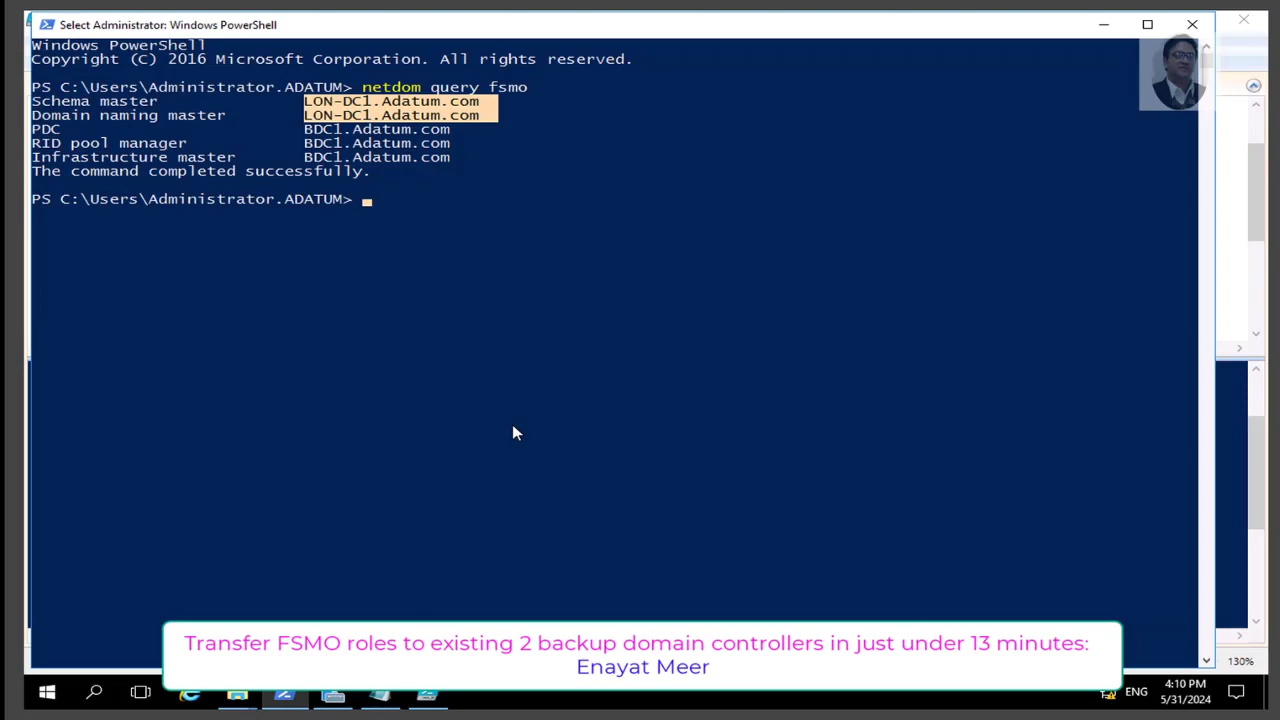 Select Administrator: Windows PowerShell
Windows PowerShell
Copyright (C) 2016 Microsoft Corporation. All rights reserved.
PS C:\Users\Administrator.ADATUM> netdom query fsmo
Schema master LON-DC1.Adatum.com
Domain naming master LON-DC1.Adatum.com
PDC BDC1.Adatum.com
RID pool manager BDC1.Adatum.com
Infrastructure master BDC1.Adatum.com
The command completed successfully.
PS C:\Users\Administrator.ADATUM>
Transfer FSMO roles to existing 2 backup domain controllers in just under 13 minutes:
Enayat Meer
130%
ENG
4:10 PM
5/31/2024